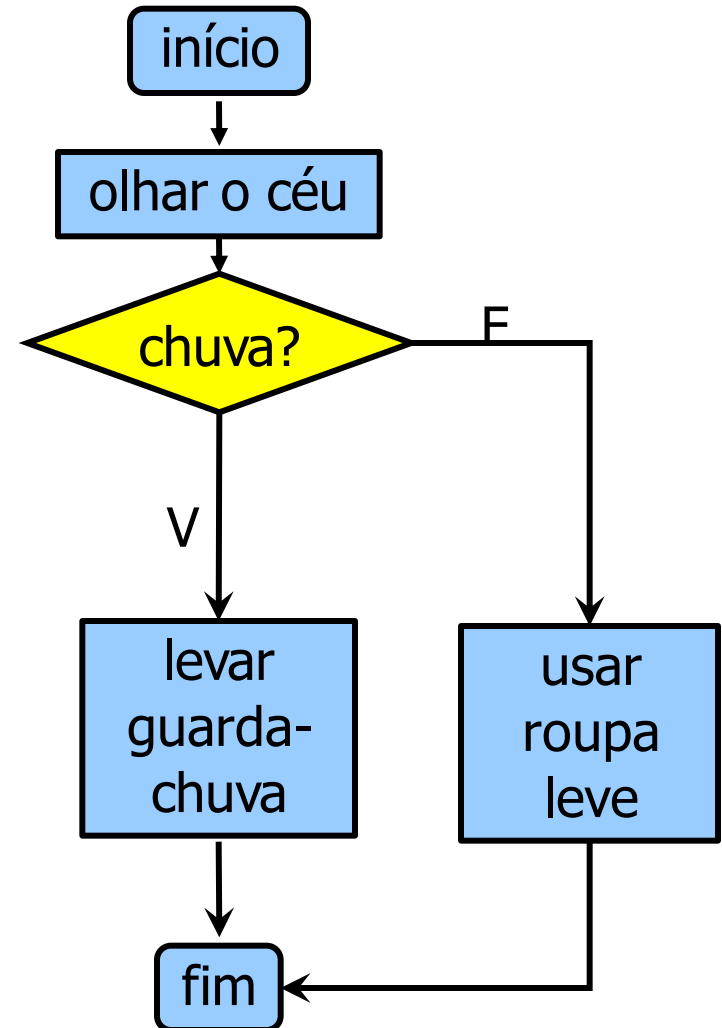 início
olhar o céu
chuva?
F
V
levar
guarda-
chuva
usar
roupa
leve
fim